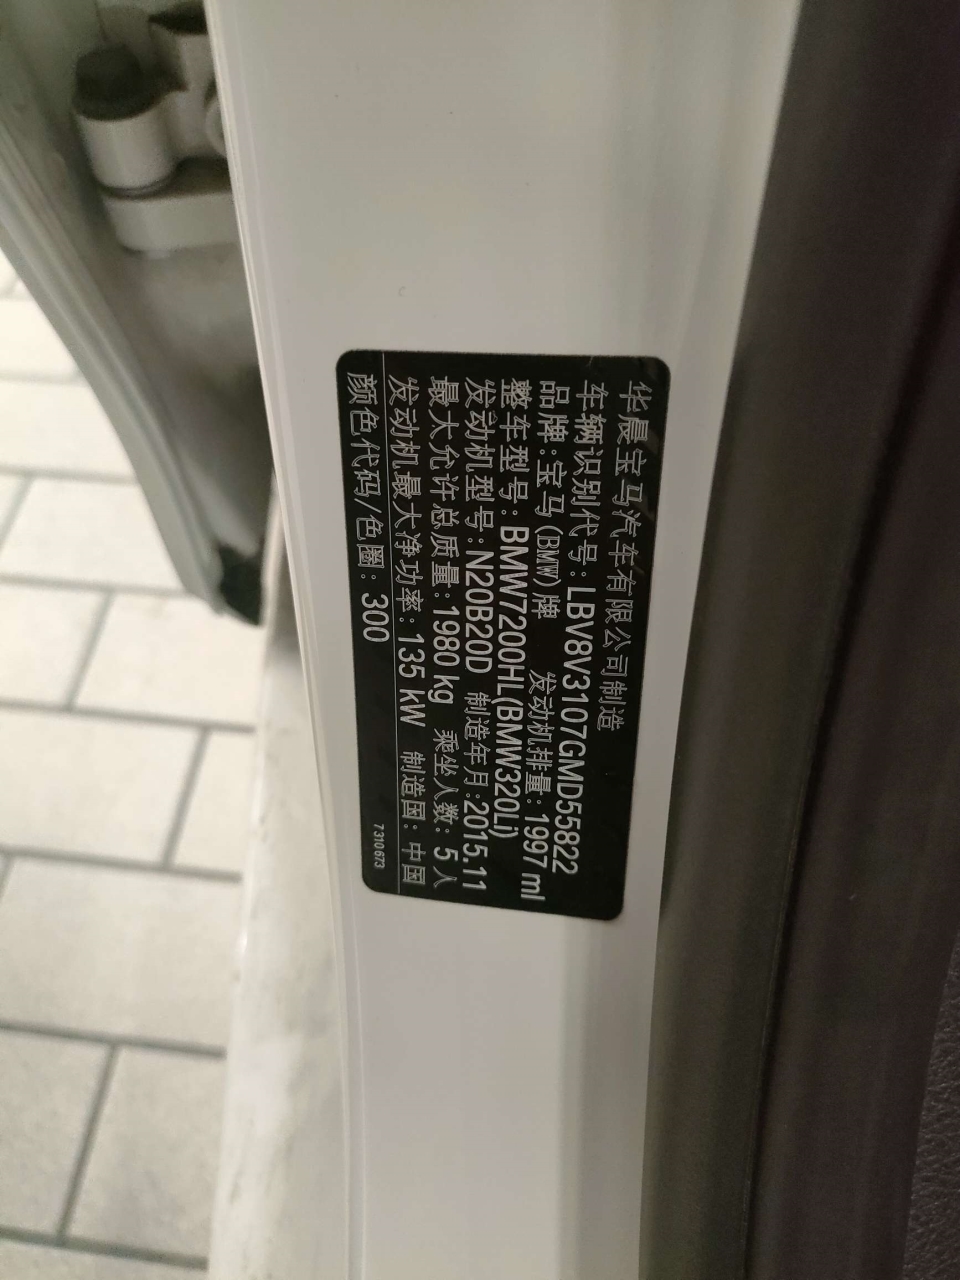 华晨宝马汽车有限公司制造
车辆识别代号:LBV8V3107GMD55822
品牌:宝马(BMW)牌 发动机排量:1997 ml
整车型号:BMW7200HL(BMW320Li)
发动机型号:N20B20D 制造年月:2015.11
最大允许总质量:1980 kg 乘坐人数:5人
发动机最大净功率:135 kW 制造国:中国
颜色代码/色圈:300 7310673